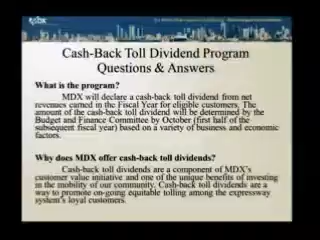 Cash-Back Toll Dividend Program
Questions & Answers
What is the program?
MDX will declare a cash-back toll dividend from net
revenues earned in the Fiscal Year for eligible customers. The
amount of the cash-back toll dividend will be determined by the
Budget and Finance Committee by October (first half of the
subsequent fiscal year) based on a variety of business and economic
factors.
Why does MDX offer cash-back toll dividends?
Cash-back toll dividends are a component of MDX's
customer value initiative and one of the unique benefits of investing
in the mobility of our community. Cash-back toll dividends are a
way to promote on-going equitable tolling among the expressway
system's loyal customers.